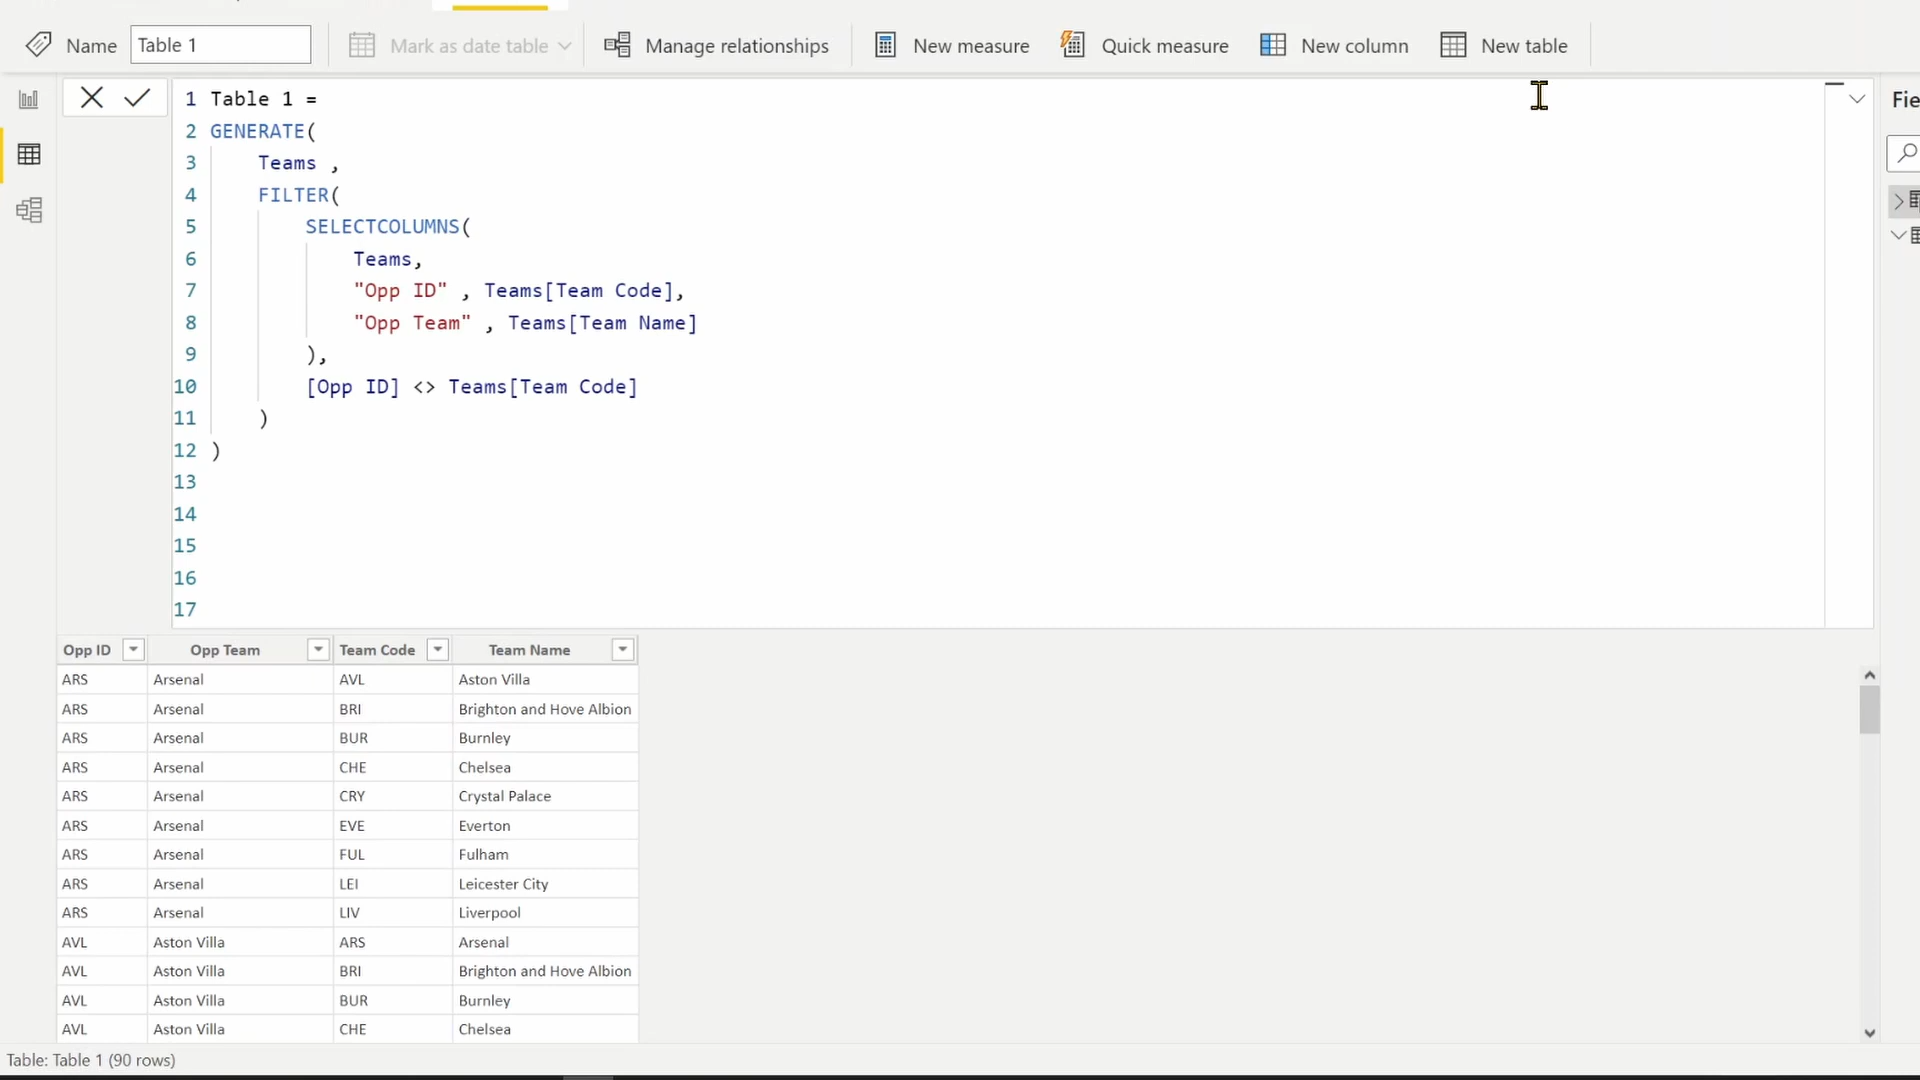 Name Table 1 Mark as date table Manage relationships New measure Quick measure New column New table
Fie
1 Table 1 =
2 GENERATE(
3 Teams ,
4 FILTER(
5 SELECTCOLUMNS(
6 Teams,
7 "Opp ID" , Teams[Team Code],
8 "Opp Team" , Teams[Team Name]
9 ),
10 [Opp ID] <> Teams[Team Code]
11 )
12 )
13
14
15
16
17
Opp ID Opp Team Team Code Team Name
ARS Arsenal AVL Aston Villa
ARS Arsenal BRI Brighton and Hove Albion
ARS Arsenal BUR Burnley
ARS Arsenal CHE Chelsea
ARS Arsenal CRY Crystal Palace
ARS Arsenal EVE Everton
ARS Arsenal FUL Fulham
ARS Arsenal LEI Leicester City
ARS Arsenal LIV Liverpool
AVL Aston Villa ARS Arsenal
AVL Aston Villa BRI Brighton and Hove Albion
AVL Aston Villa BUR Burnley
AVL Aston Villa CHE Chelsea
Table: Table 1 (90 rows)